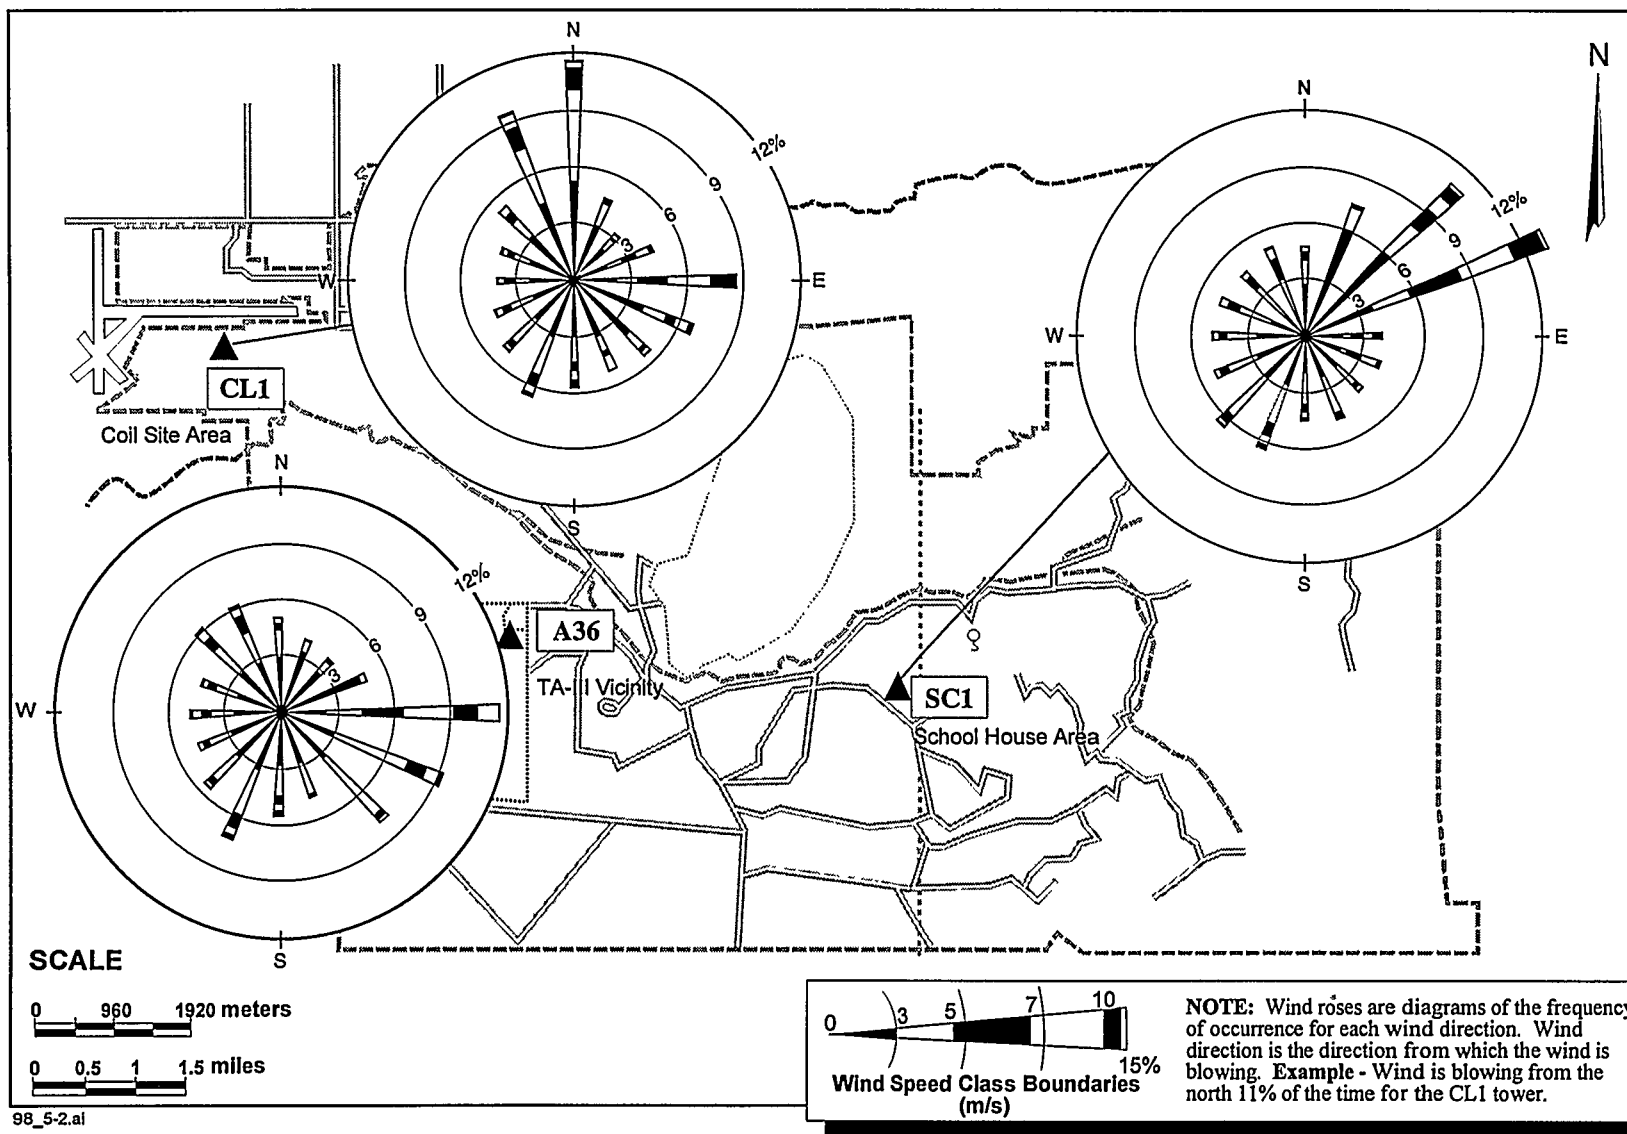 N
12%
9
6
3
W
E
S
N
12%
9
6
3
W
E
S
N
CL1
Coil Site Area
N
12%
9
6
3
W
S
A36
TA-III Vicinity
SC1
School House Area
SCALE
0 960 1920 meters
0 0.5 1 1.5 miles
98_5-2.ai
0 3 5 7 10
15%
Wind Speed Class Boundaries
(m/s)
NOTE: Wind roses are diagrams of the frequency
of occurrence for each wind direction. Wind
direction is the direction from which the wind is
blowing. Example - Wind is blowing from the
north 11% of the time for the CL1 tower.